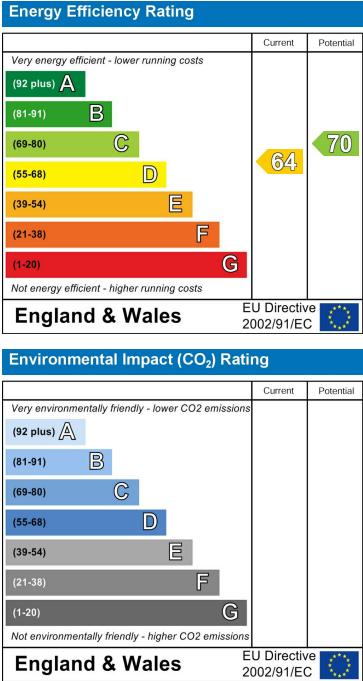 Energy Efficiency Rating
Current Potential
Very energy efficient - lower running costs
(92 plus) A
(81-91) B
(69-80) C
(55-68) D
(39-54) E
(21-38) F
(1-20) G
64
70
Not energy efficient - higher running costs
England & Wales
EU Directive
2002/91/EC
Environmental Impact (CO₂) Rating
Current Potential
Very environmentally friendly - lower CO2 emissions
(92 plus) A
(81-91) B
(69-80) C
(55-68) D
(39-54) E
(21-38) F
(1-20) G
Not environmentally friendly - higher CO2 emissions
England & Wales
EU Directive
2002/91/EC